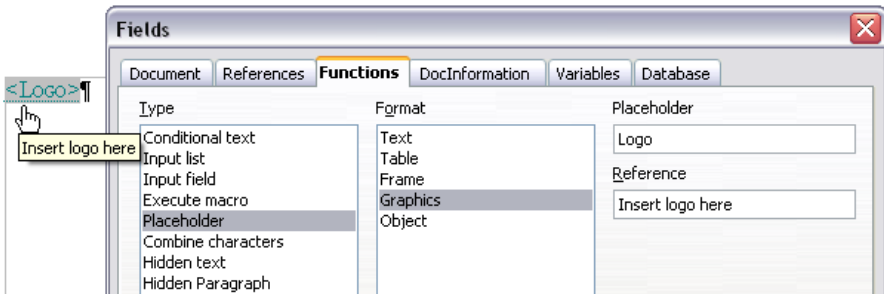 Fields
Document References Functions DocInformation Variables Database
<Logo>¶
Insert logo here
Type
Conditional text
Input list
Input field
Execute macro
Placeholder
Combine characters
Hidden text
Hidden Paragraph
Format
Text
Table
Frame
Graphics
Object
Placeholder
Logo
Reference
Insert logo here